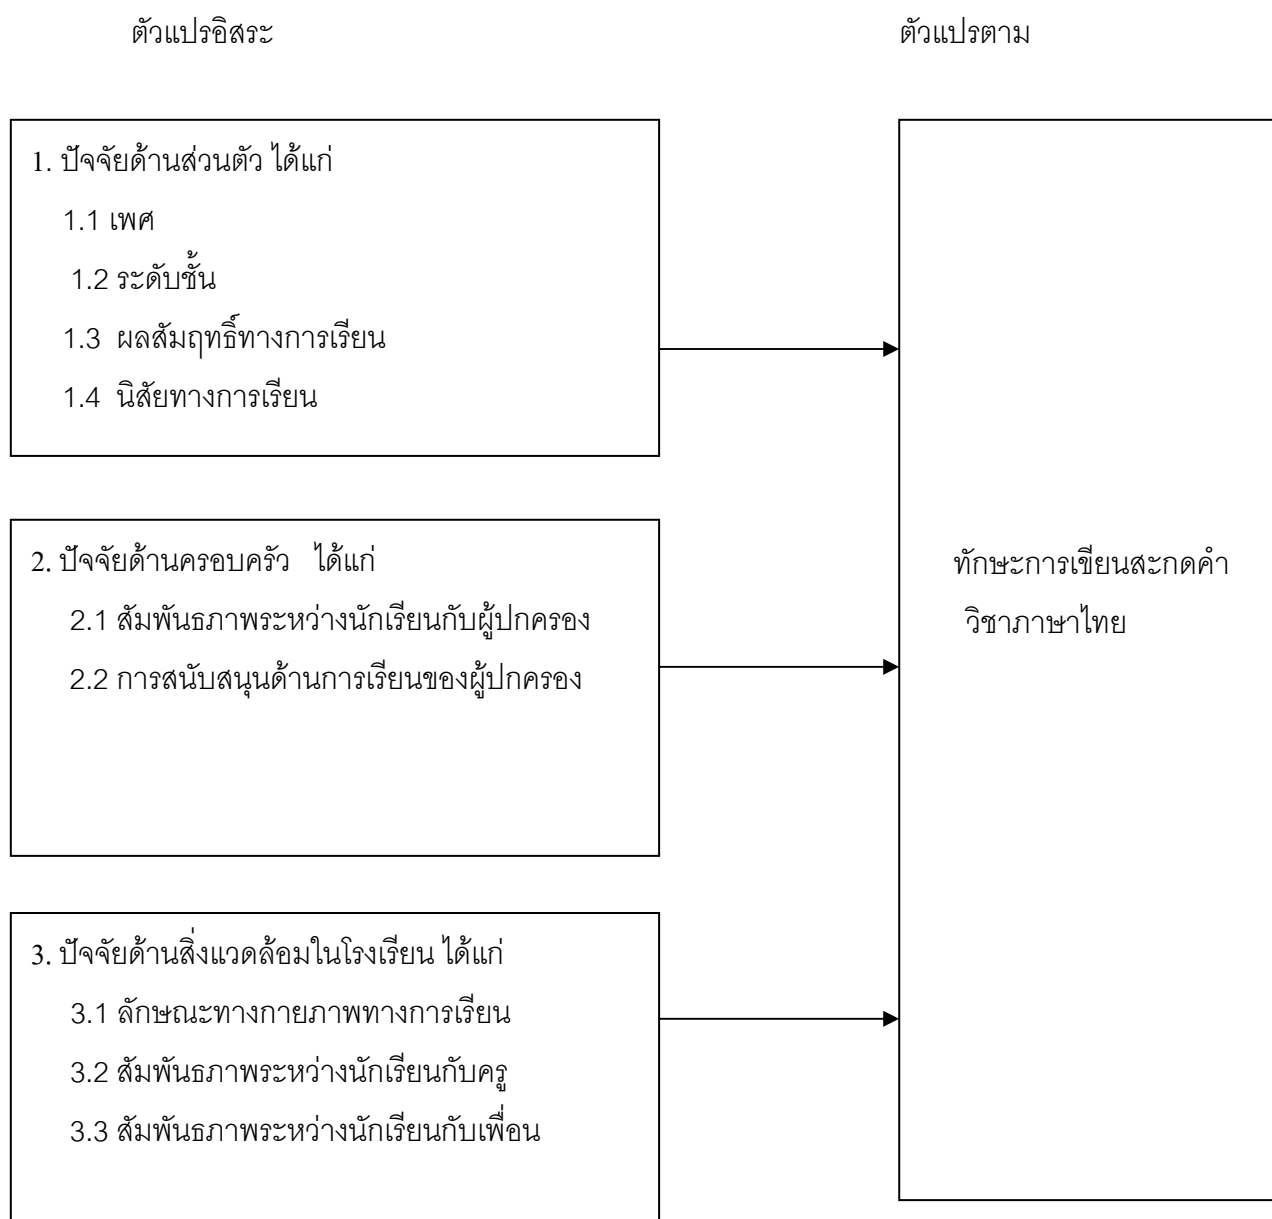 ตัวแปรอิสระ
ตัวแปรตาม
1. ปัจจัยด้านส่วนตัว ได้แก่
1.1 เพศ
1.2 ระดับชั้น
1.3 ผลสัมฤทธิ์ทางการเรียน
1.4 นิสัยทางการเรียน
2. ปัจจัยด้านครอบครัว ได้แก่
2.1 สัมพันธภาพระหว่างนักเรียนกับผู้ปกครอง
2.2 การสนับสนุนด้านการเรียนของผู้ปกครอง
3. ปัจจัยด้านสิ่งแวดล้อมในโรงเรียน ได้แก่
3.1 ลักษณะทางกายภาพทางการเรียน
3.2 สัมพันธภาพระหว่างนักเรียนกับครู
3.3 สัมพันธภาพระหว่างนักเรียนกับเพื่อน
ทักษะการเขียนสะกดคำ
วิชาภาษาไทย